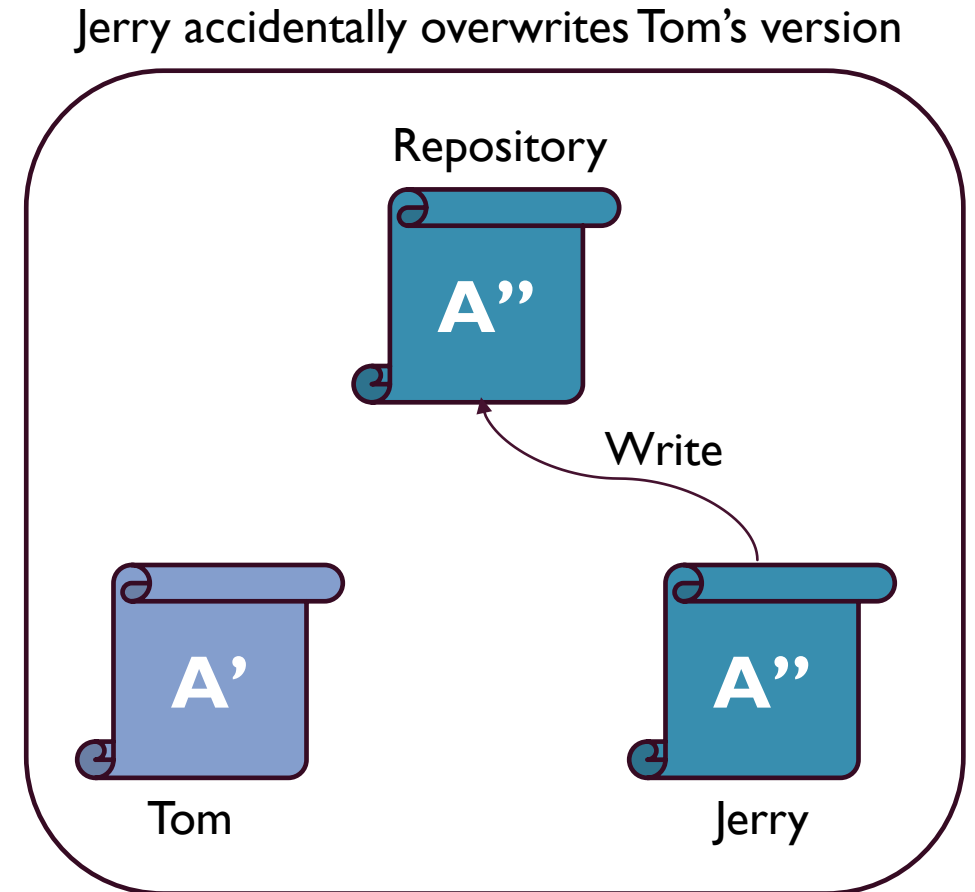 Jerry accidentally overwrites Tom’s version
Repository
A’’
Write
A’
A’’
Tom
Jerry